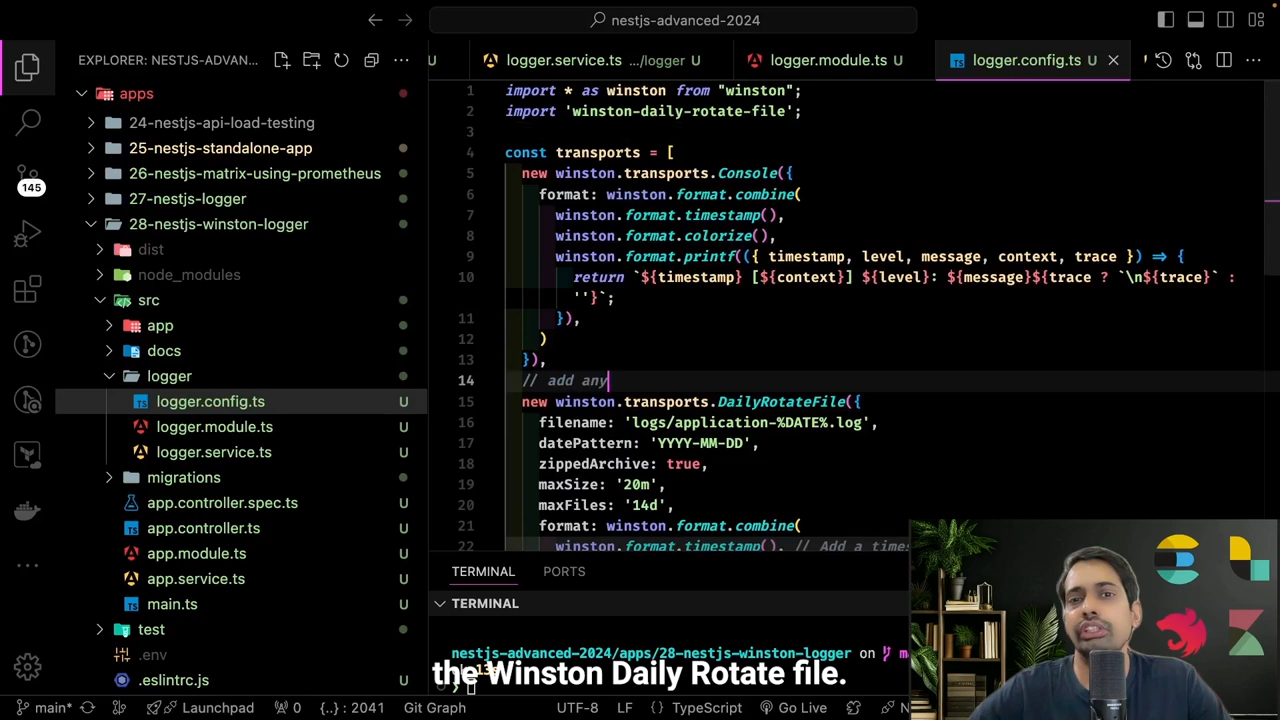 nestjs-advanced-2024
EXPLORER: NESTJS-ADVAN...
U
logger.service.ts .../logger U
logger.module.ts U
logger.config.ts U
apps
24-nestjs-api-load-testing
25-nestjs-standalone-app
26-nestjs-matrix-using-prometheus
27-nestjs-logger
28-nestjs-winston-logger
dist
node_modules
src
app
docs
logger
logger.config.ts U
logger.module.ts U
logger.service.ts U
migrations
app.controller.spec.ts U
app.controller.ts U
app.module.ts U
app.service.ts U
main.ts U
test
.env
.eslintrc.js U
145
1 import * as winston from "winston";
2 import 'winston-daily-rotate-file';
3
4 const transports = [
5 new winston.transports.Console({
6 format: winston.format.combine(
7 winston.format.timestamp(),
8 winston.format.colorize(),
9 winston.format.printf(({ timestamp, level, message, context, trace }) => {
10 return `${timestamp} [${context}] ${level}: ${message}${trace ? `\n${trace}` :
''}`;
11 }),
12 )
13 }),
14 // add any
15 new winston.transports.DailyRotateFile({
16 filename: 'logs/application-%DATE%.log',
17 datePattern: 'YYYY-MM-DD',
18 zippedArchive: true,
19 maxSize: '20m',
20 maxFiles: '14d',
21 format: winston.format.combine(
22 winston.format.timestamp(), // Add a times
TERMINAL PORTS
TERMINAL
nestjs-advanced-2024/apps/28-nestjs-winston-logger on
the Winston Daily Rotate file.
main* Launchpad 0 {..} : 2041 Git Graph UTF-8 LF {} TypeScript Go Live